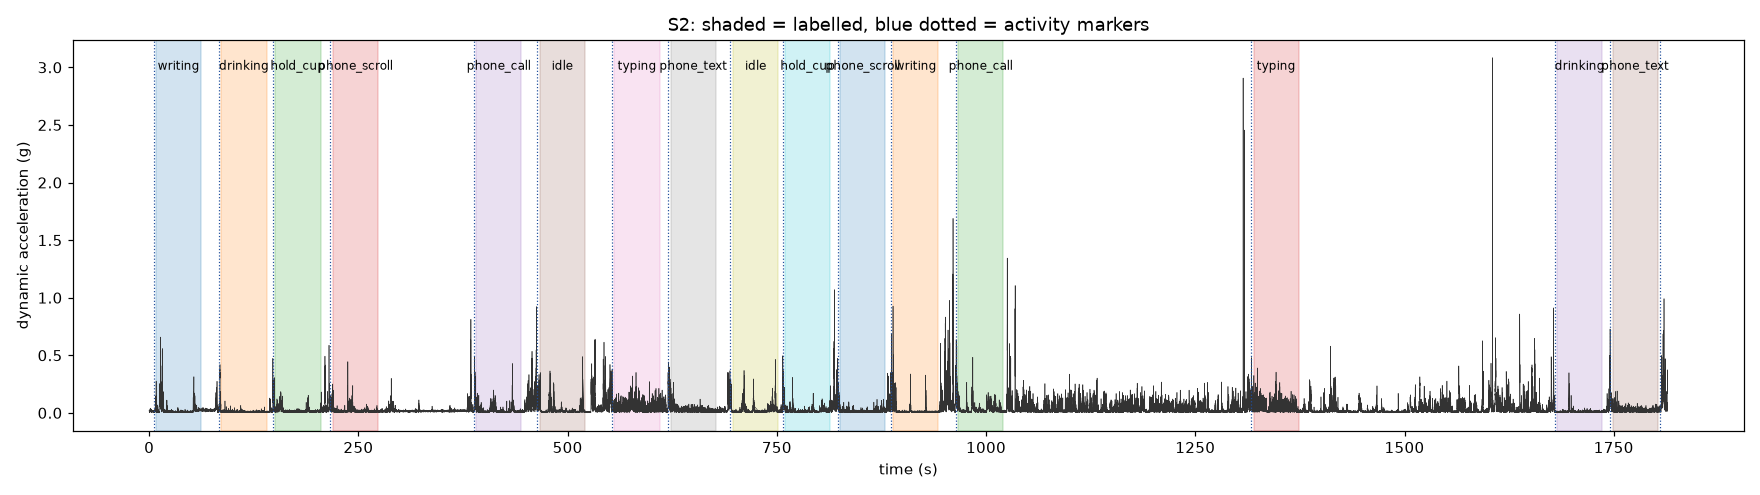 S2: shaded = labelled, blue dotted = activity markers
writing drinking hold_cup phone_scroll phone_call idle typing phone_text idle hold_cup phone_scroll writing phone_call typing drinking phone_text
dynamic acceleration (g)
3.0
2.5
2.0
1.5
1.0
0.5
0.0
0 250 500 750 1000 1250 1500 1750
time (s)